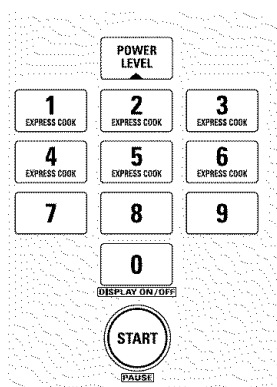 POWER
LEVEL
1 2 3
EXPRESS COOK EXPRESS COOK EXPRESS COOK
4 5 6
EXPRESS COOK EXPRESS COOK EXPRESS COOK
7 8 9
0
DISPLAY ON/OFF
START
PAUSE